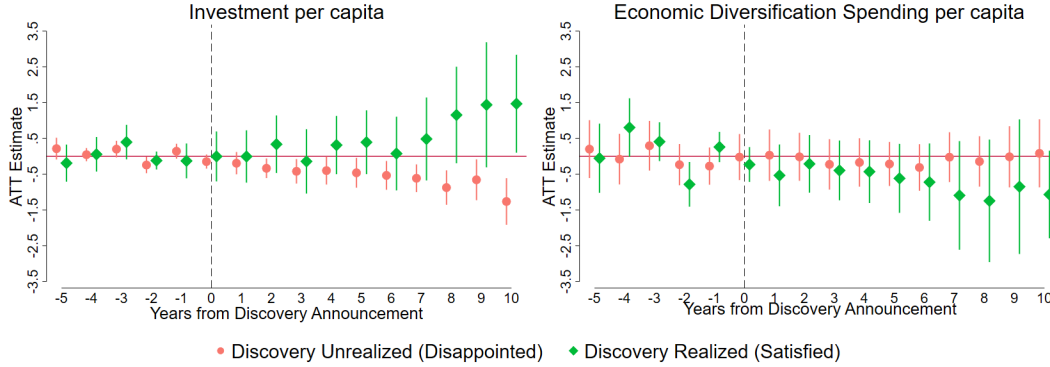 Investment per capita
ATT Estimate
3.5
2.5
1.5
.5
-.5
-1.5
-2.5
-3.5
-5 -4 -3 -2 -1 0 1 2 3 4 5 6 7 8 9 10
Years from Discovery Announcement
Economic Diversification Spending per capita
ATT Estimate
3.5
2.5
1.5
.5
-.5
-1.5
-2.5
-3.5
-5 -4 -3 -2 -1 0 1 2 3 4 5 6 7 8 9 10
Years from Discovery Announcement
Discovery Unrealized (Disappointed) Discovery Realized (Satisfied)